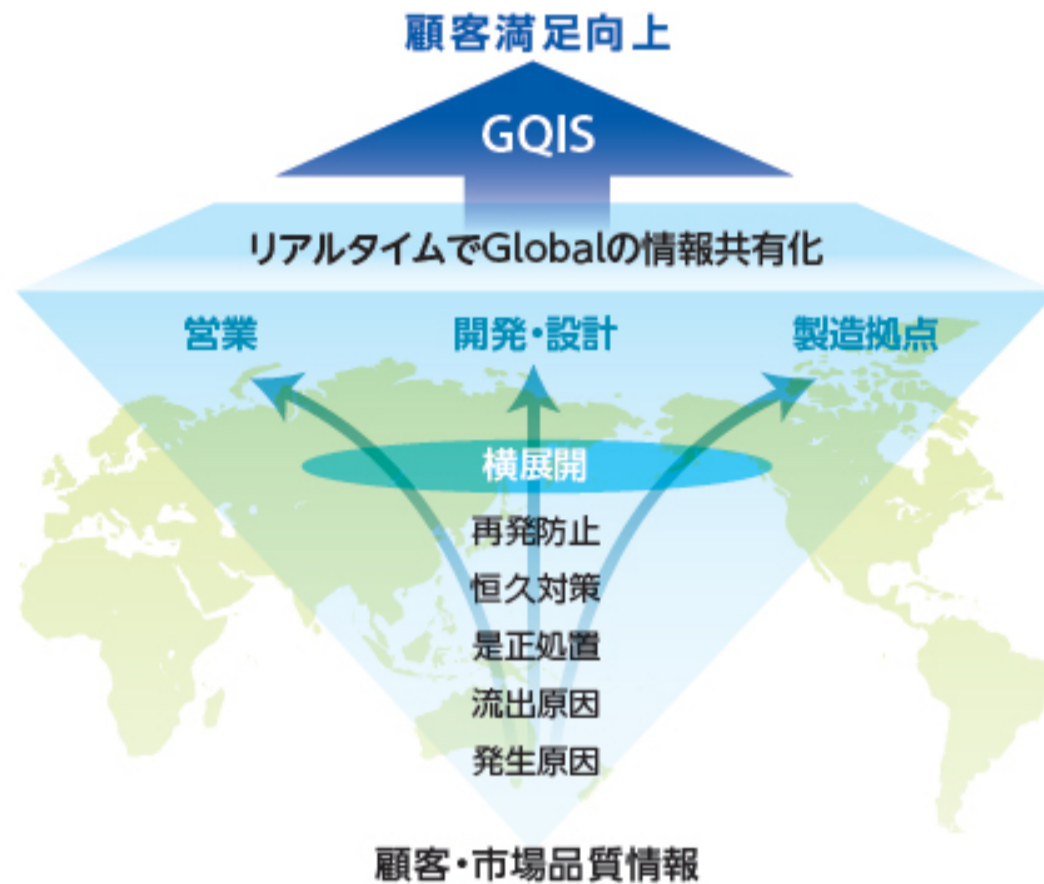 顧客満足向上
GQIS
リアルタイムでGlobalの情報共有化
営業 開発・設計 製造拠点
横展開
再発防止
恒久対策
是正処置
流出原因
発生原因
顧客・市場品質情報